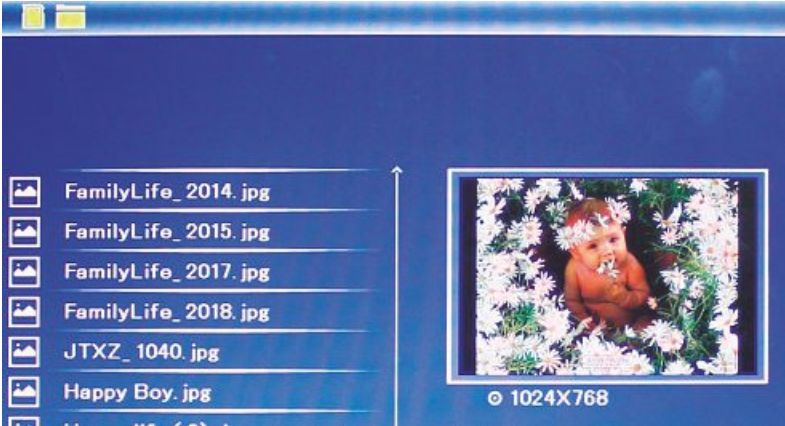 FamilyLife_2014.jpg
FamilyLife_2015.jpg
FamilyLife_2017.jpg
FamilyLife_2018.jpg
JTXZ_1040.jpg
Happy Boy.jpg
1024X768